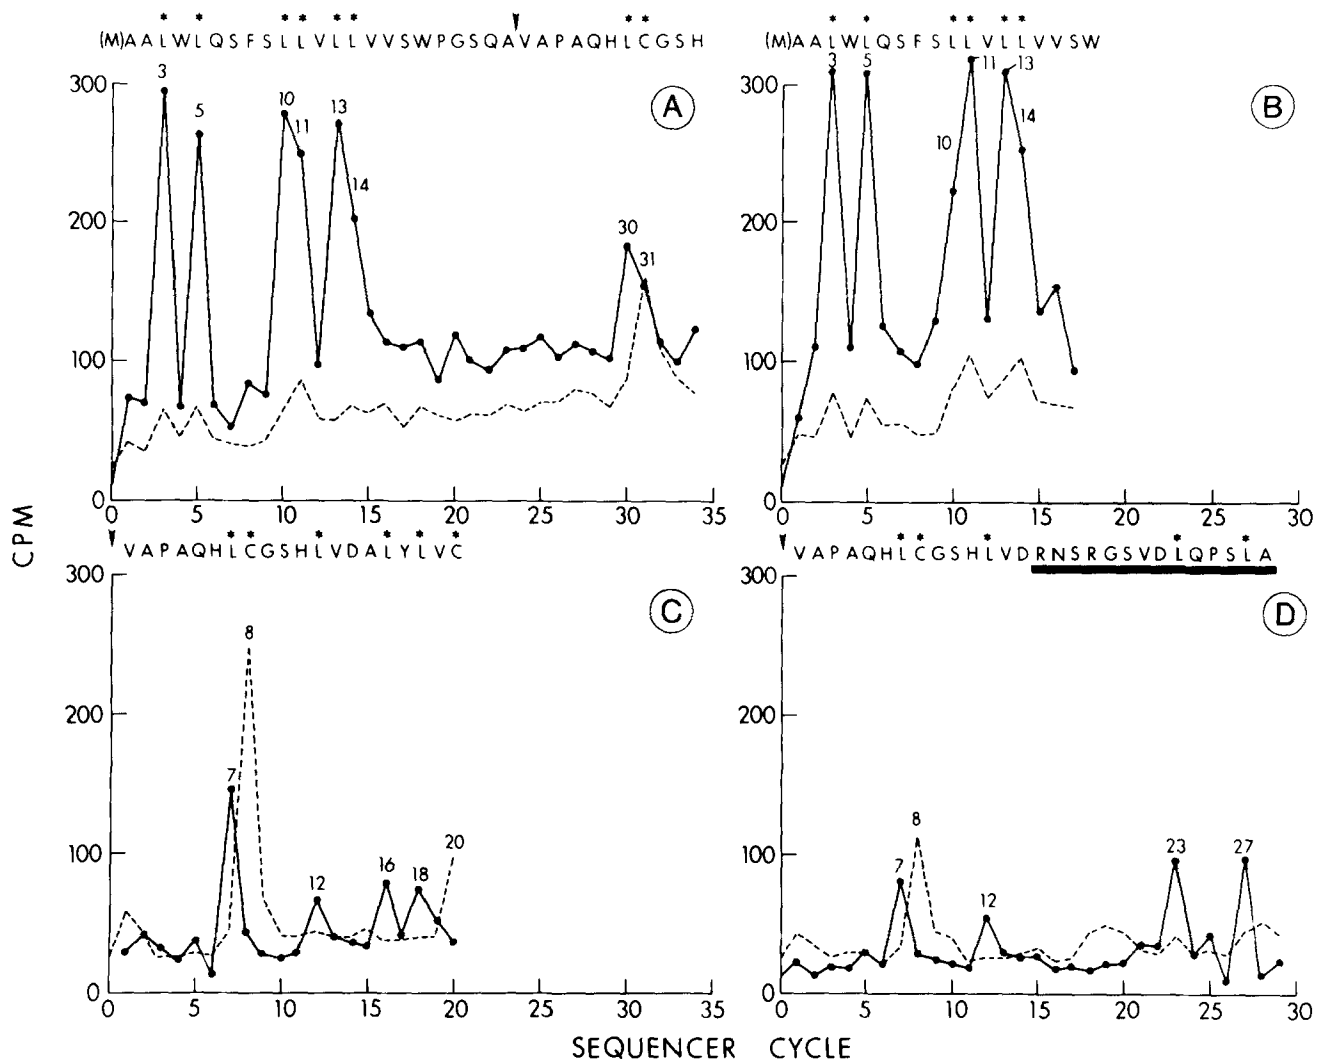 * * * * * * * *
(M)AALWLQSFSLLVLLVVSWPGSQAVAPAQHLCGSH
3
5
10
11
13
14
30
31
A
300
200
100
0
0 5 10 15 20 25 30 35
* * * * * *
(M)AALWLQSFSLLVLLVVSW
3
5
10
11
13
14
B
300
200
100
0
0 5 10 15 20 25 30
CPM
* * * * * *
VAPAQHLCGSHLVDALYLVC
7
8
12
16
18
20
C
300
200
100
0
0 5 10 15 20 25 30 35
* * * * *
VAPAQHLCGSHLVDRNSRGSVDLQPSLA
7
8
12
23
27
D
300
200
100
0
0 5 10 15 20 25 30
SEQUENCER CYCLE